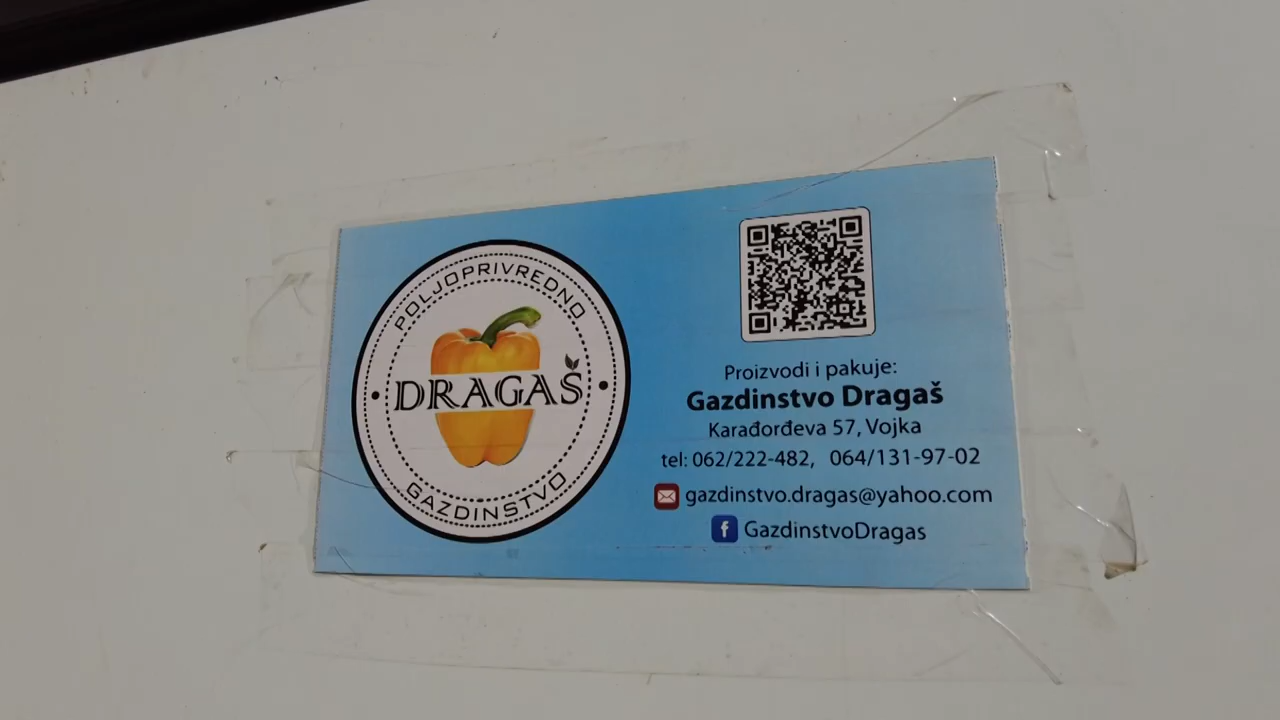 POLJOPRIVREDNO
DRAGAŠ
GAZDINSTVO
Proizvodi i pakuje:
Gazdinstvo Dragaš
Karađorđeva 57, Vojka
tel: 062/222-482, 064/131-97-02
gazdinstvo.dragas@yahoo.com
f GazdinstvoDragas